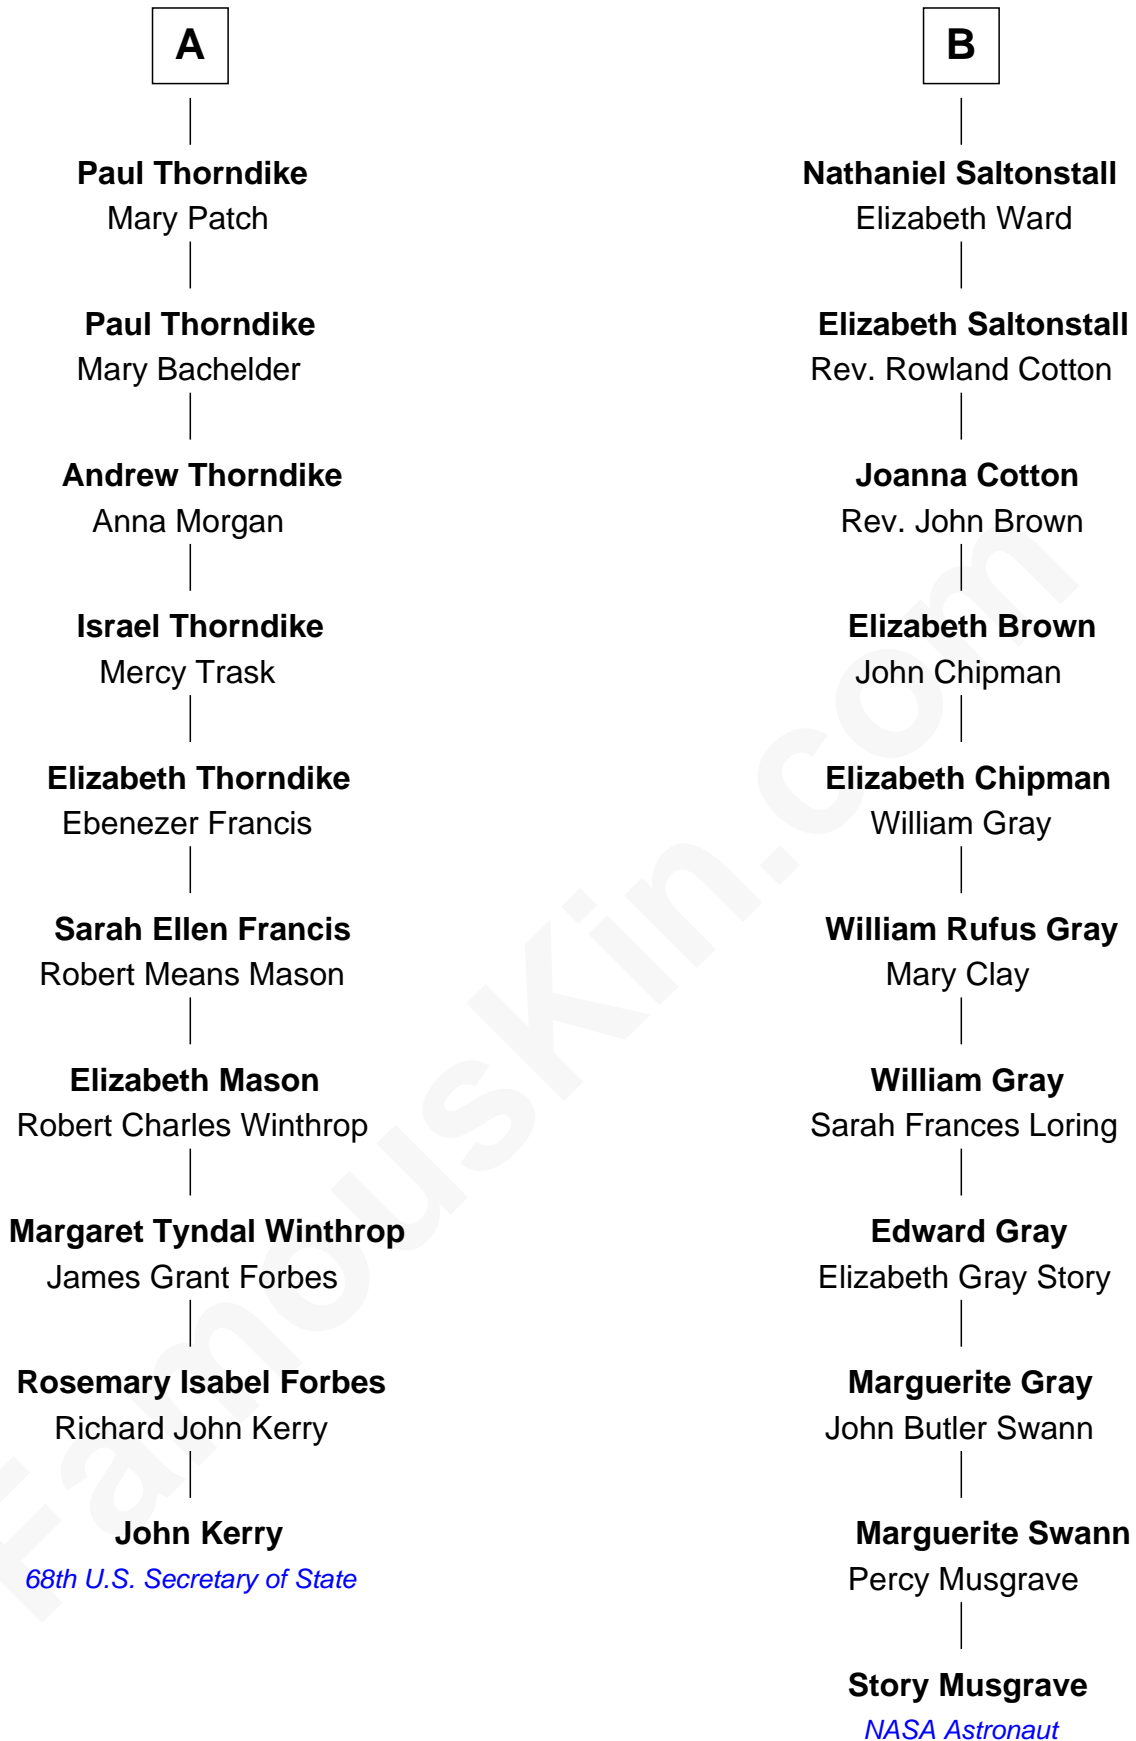 A
Paul Thorndike
Mary Patch
Paul Thorndike
Mary Bachelder
Andrew Thorndike
Anna Morgan
Israel Thorndike
Mercy Trask
Elizabeth Thorndike
Ebenezer Francis
Sarah Ellen Francis
Robert Means Mason
Elizabeth Mason
Robert Charles Winthrop
Margaret Tyndal Winthrop
James Grant Forbes
Rosemary Isabel Forbes
Richard John Kerry
John Kerry
68th U.S. Secretary of State
B
Nathaniel Saltonstall
Elizabeth Ward
Elizabeth Saltonstall
Rev. Rowland Cotton
Joanna Cotton
Rev. John Brown
Elizabeth Brown
John Chipman
Elizabeth Chipman
William Gray
William Rufus Gray
Mary Clay
William Gray
Sarah Frances Loring
Edward Gray
Elizabeth Gray Story
Marguerite Gray
John Butler Swann
Marguerite Swann
Percy Musgrave
Story Musgrave
NASA Astronaut
FamousKin.com